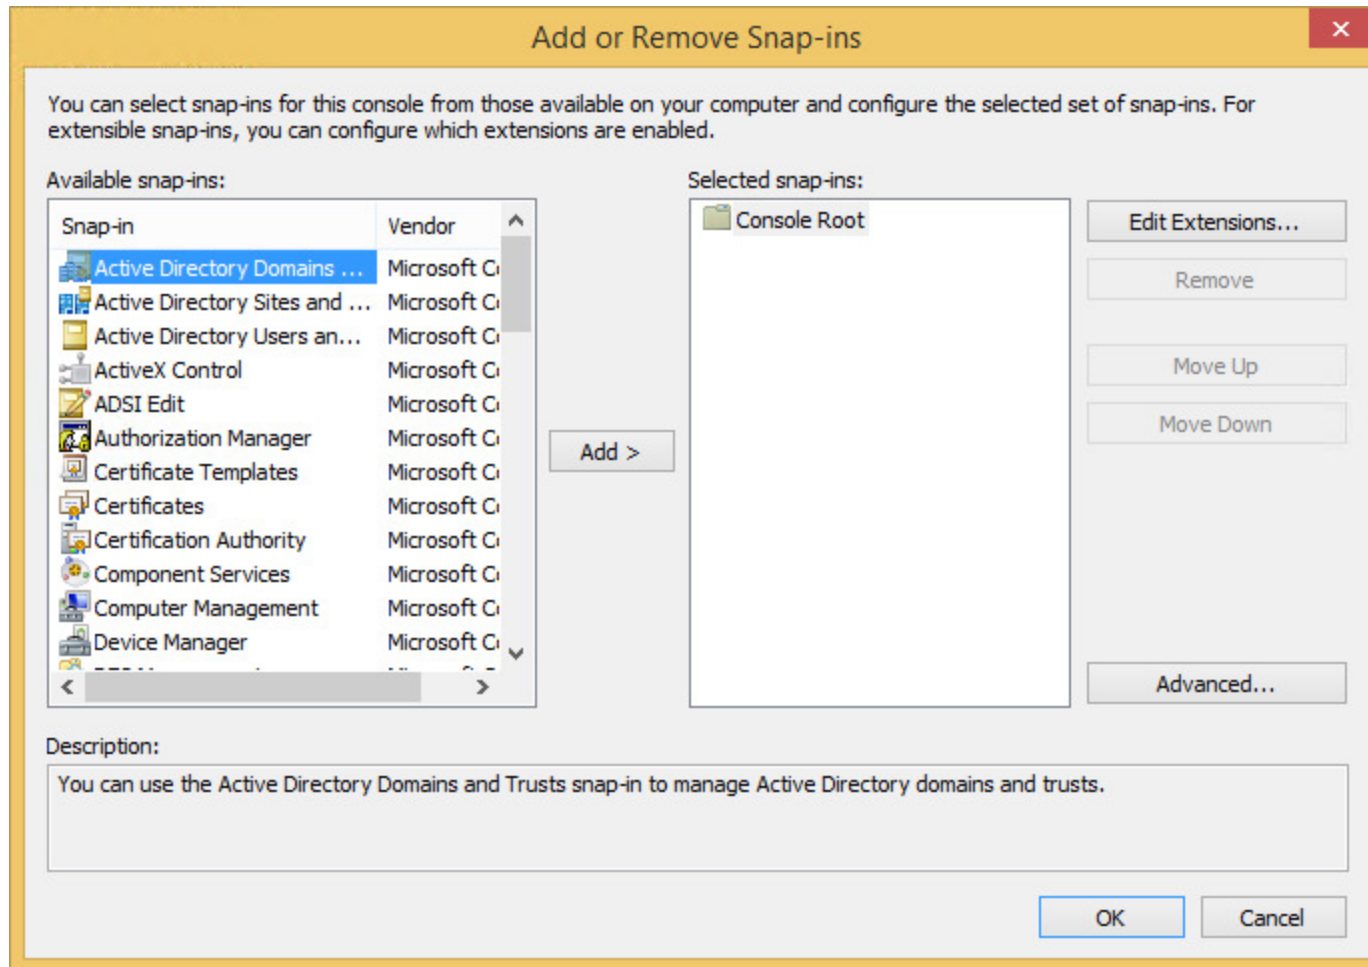 Add or Remove Snap-ins
You can select snap-ins for this console from those available on your computer and configure the selected set of snap-ins. For
extensible snap-ins, you can configure which extensions are enabled.
Available snap-ins:
Snap-in Vendor
Active Directory Domains ... Microsoft
Active Directory Sites and ... Microsoft
Active Directory Users an... Microsoft
ActiveX Control Microsoft
ADSI Edit Microsoft
Authorization Manager Microsoft
Certificate Templates Microsoft
Certificates Microsoft
Certification Authority Microsoft
Component Services Microsoft
Computer Management Microsoft
Device Manager Microsoft
Add >
Selected snap-ins:
Console Root
Edit Extensions...
Remove
Move Up
Move Down
Advanced...
Description:
You can use the Active Directory Domains and Trusts snap-in to manage Active Directory domains and trusts.
OK
Cancel